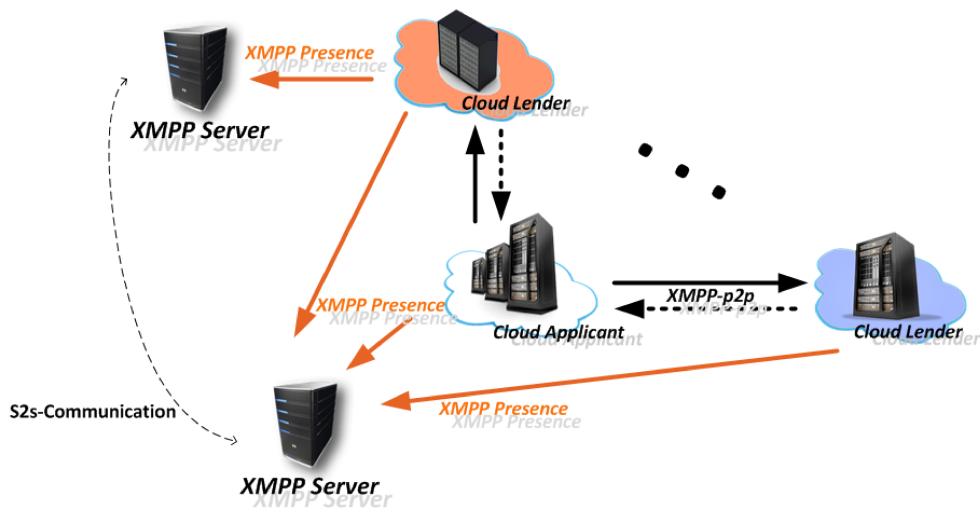 XMPP Presence
Cloud Lender
XMPP Server
XMPP-p2p
XMPP Presence
Cloud Applicant
Cloud Lender
S2s-Communication
XMPP Presence
XMPP Server